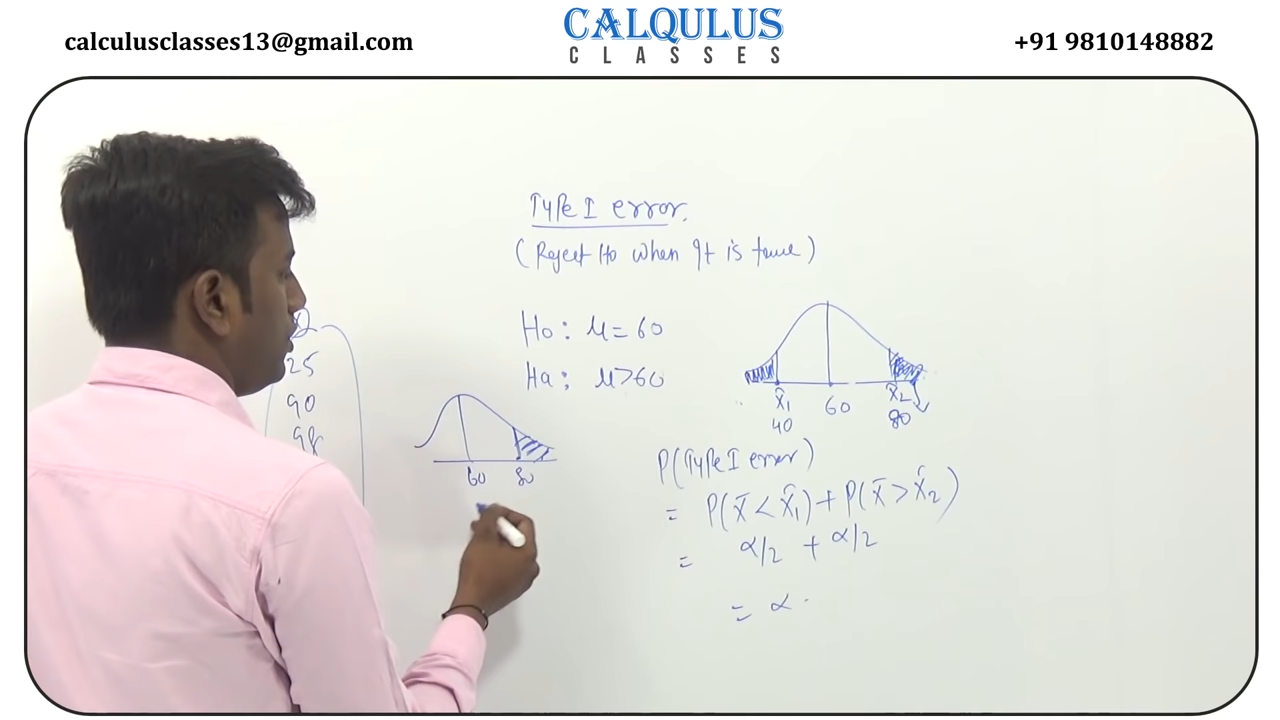 calculusclasses13@gmail.com
CALQULUS
CLASSES
+91 9810148882
Type I error.
(Reject Ho when It is true)
Ho: μ = 60
Ha: μ > 60
25
90
98
60 80
x̂1 60 x̂2
40 80
P(Type I error)
= P(x̄ < x̂1) + P(x̄ > x̂2)
= α/2 + α/2
= α.